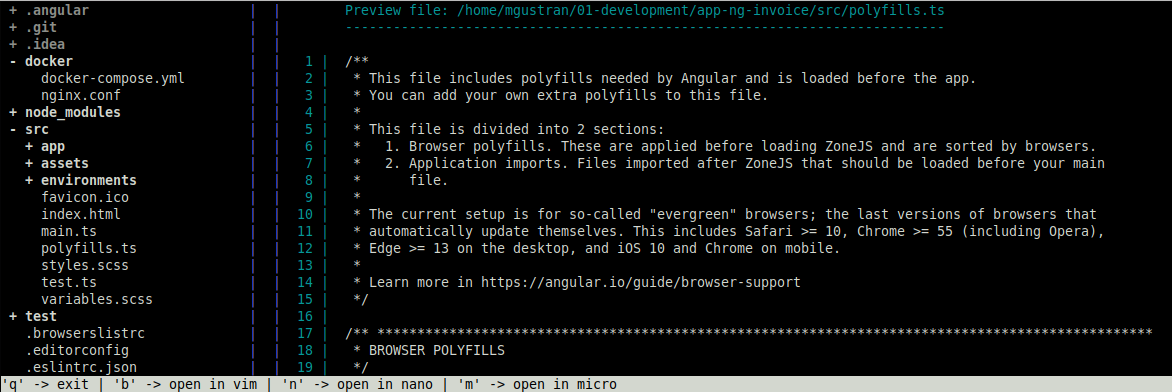 + .angular | | Preview file: /home/mgustran/01-development/app-ng-invoice/src/polyfills.ts
+ .git | | ---------------------------------------------------------------------------
+ .idea | |
- docker | | 1 | /**
docker-compose.yml | | 2 | * This file includes polyfills needed by Angular and is loaded before the app.
nginx.conf | | 3 | * You can add your own extra polyfills to this file.
+ node_modules | | 4 | *
- src | | 5 | * This file is divided into 2 sections:
+ app | | 6 | * 1. Browser polyfills. These are applied before loading ZoneJS and are sorted by browsers.
+ assets | | 7 | * 2. Application imports. Files imported after ZoneJS that should be loaded before your main
+ environments | | 8 | * file.
favicon.ico | | 9 | *
index.html | | 10 | * The current setup is for so-called "evergreen" browsers; the last versions of browsers that
main.ts | | 11 | * automatically update themselves. This includes Safari >= 10, Chrome >= 55 (including Opera),
polyfills.ts | | 12 | * Edge >= 13 on the desktop, and iOS 10 and Chrome on mobile.
styles.scss | | 13 | *
test.ts | | 14 | * Learn more in https://angular.io/guide/browser-support
variables.scss | | 15 | */
+ test | | 16 |
.browserslistrc | | 17 | /** *************************************************************************************************
.editorconfig | | 18 | * BROWSER POLYFILLS
.eslintrc.json | | 19 | */
'q' -> exit | 'b' -> open in vim | 'n' -> open in nano | 'm' -> open in micro